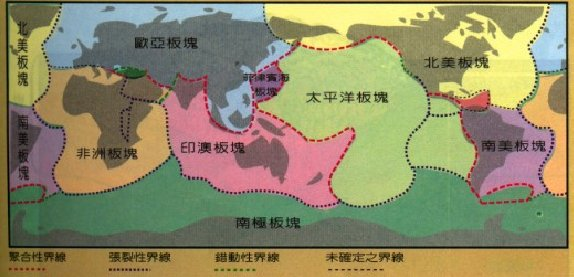 北美板塊
歐亞板塊
菲律賓海
板塊
北美板塊
太平洋板塊
南美板塊
非洲板塊
印澳板塊
南美板塊
南極板塊
聚合性界線 張裂性界線 錯動性界線 未確定之界線